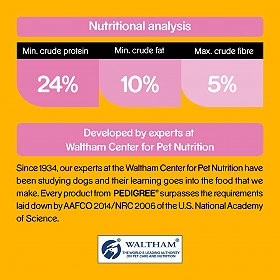 Nutritional analysis
Min. crude protein Min. crude fat Max. crude fibre
24% 10% 5%
Developed by experts at
Waltham Center for Pet Nutrition
Since 1934, our experts at the Waltham Center for Pet Nutrition have
been studying dogs and their learning goes into the food that we
make. Every product from PEDIGREE® surpasses the requirements
laid down by AAFCO 2014/NRC 2006 of the U.S. National Academy
of Science.
WALTHAM®
THE WORLD'S LEADING AUTHORITY
ON PET CARE AND NUTRITION